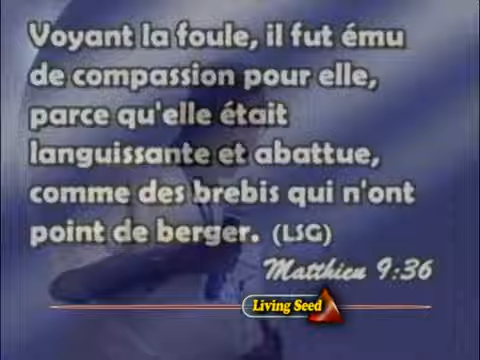 Voyant la foule, il fut ému
de compassion pour elle,
parce qu'elle était
languissante et abattue,
comme des brebis qui n'ont
point de berger. (LSG)
Matthieu 9:36
Living Seed